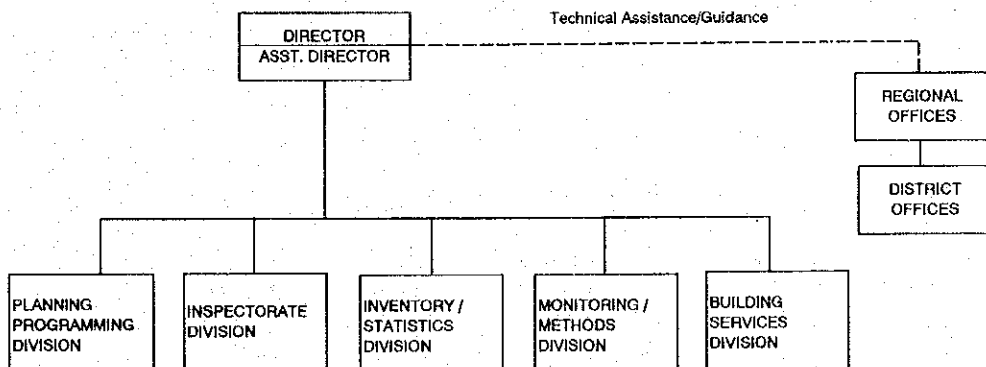 Technical Assistance/Guidance
DIRECTOR
ASST. DIRECTOR
REGIONAL
OFFICES
DISTRICT
OFFICES
PLANNING
PROGRAMMING
DIVISION
INSPECTORATE
DIVISION
INVENTORY /
STATISTICS
DIVISION
MONITORING /
METHODS
DIVISION
BUILDING
SERVICES
DIVISION